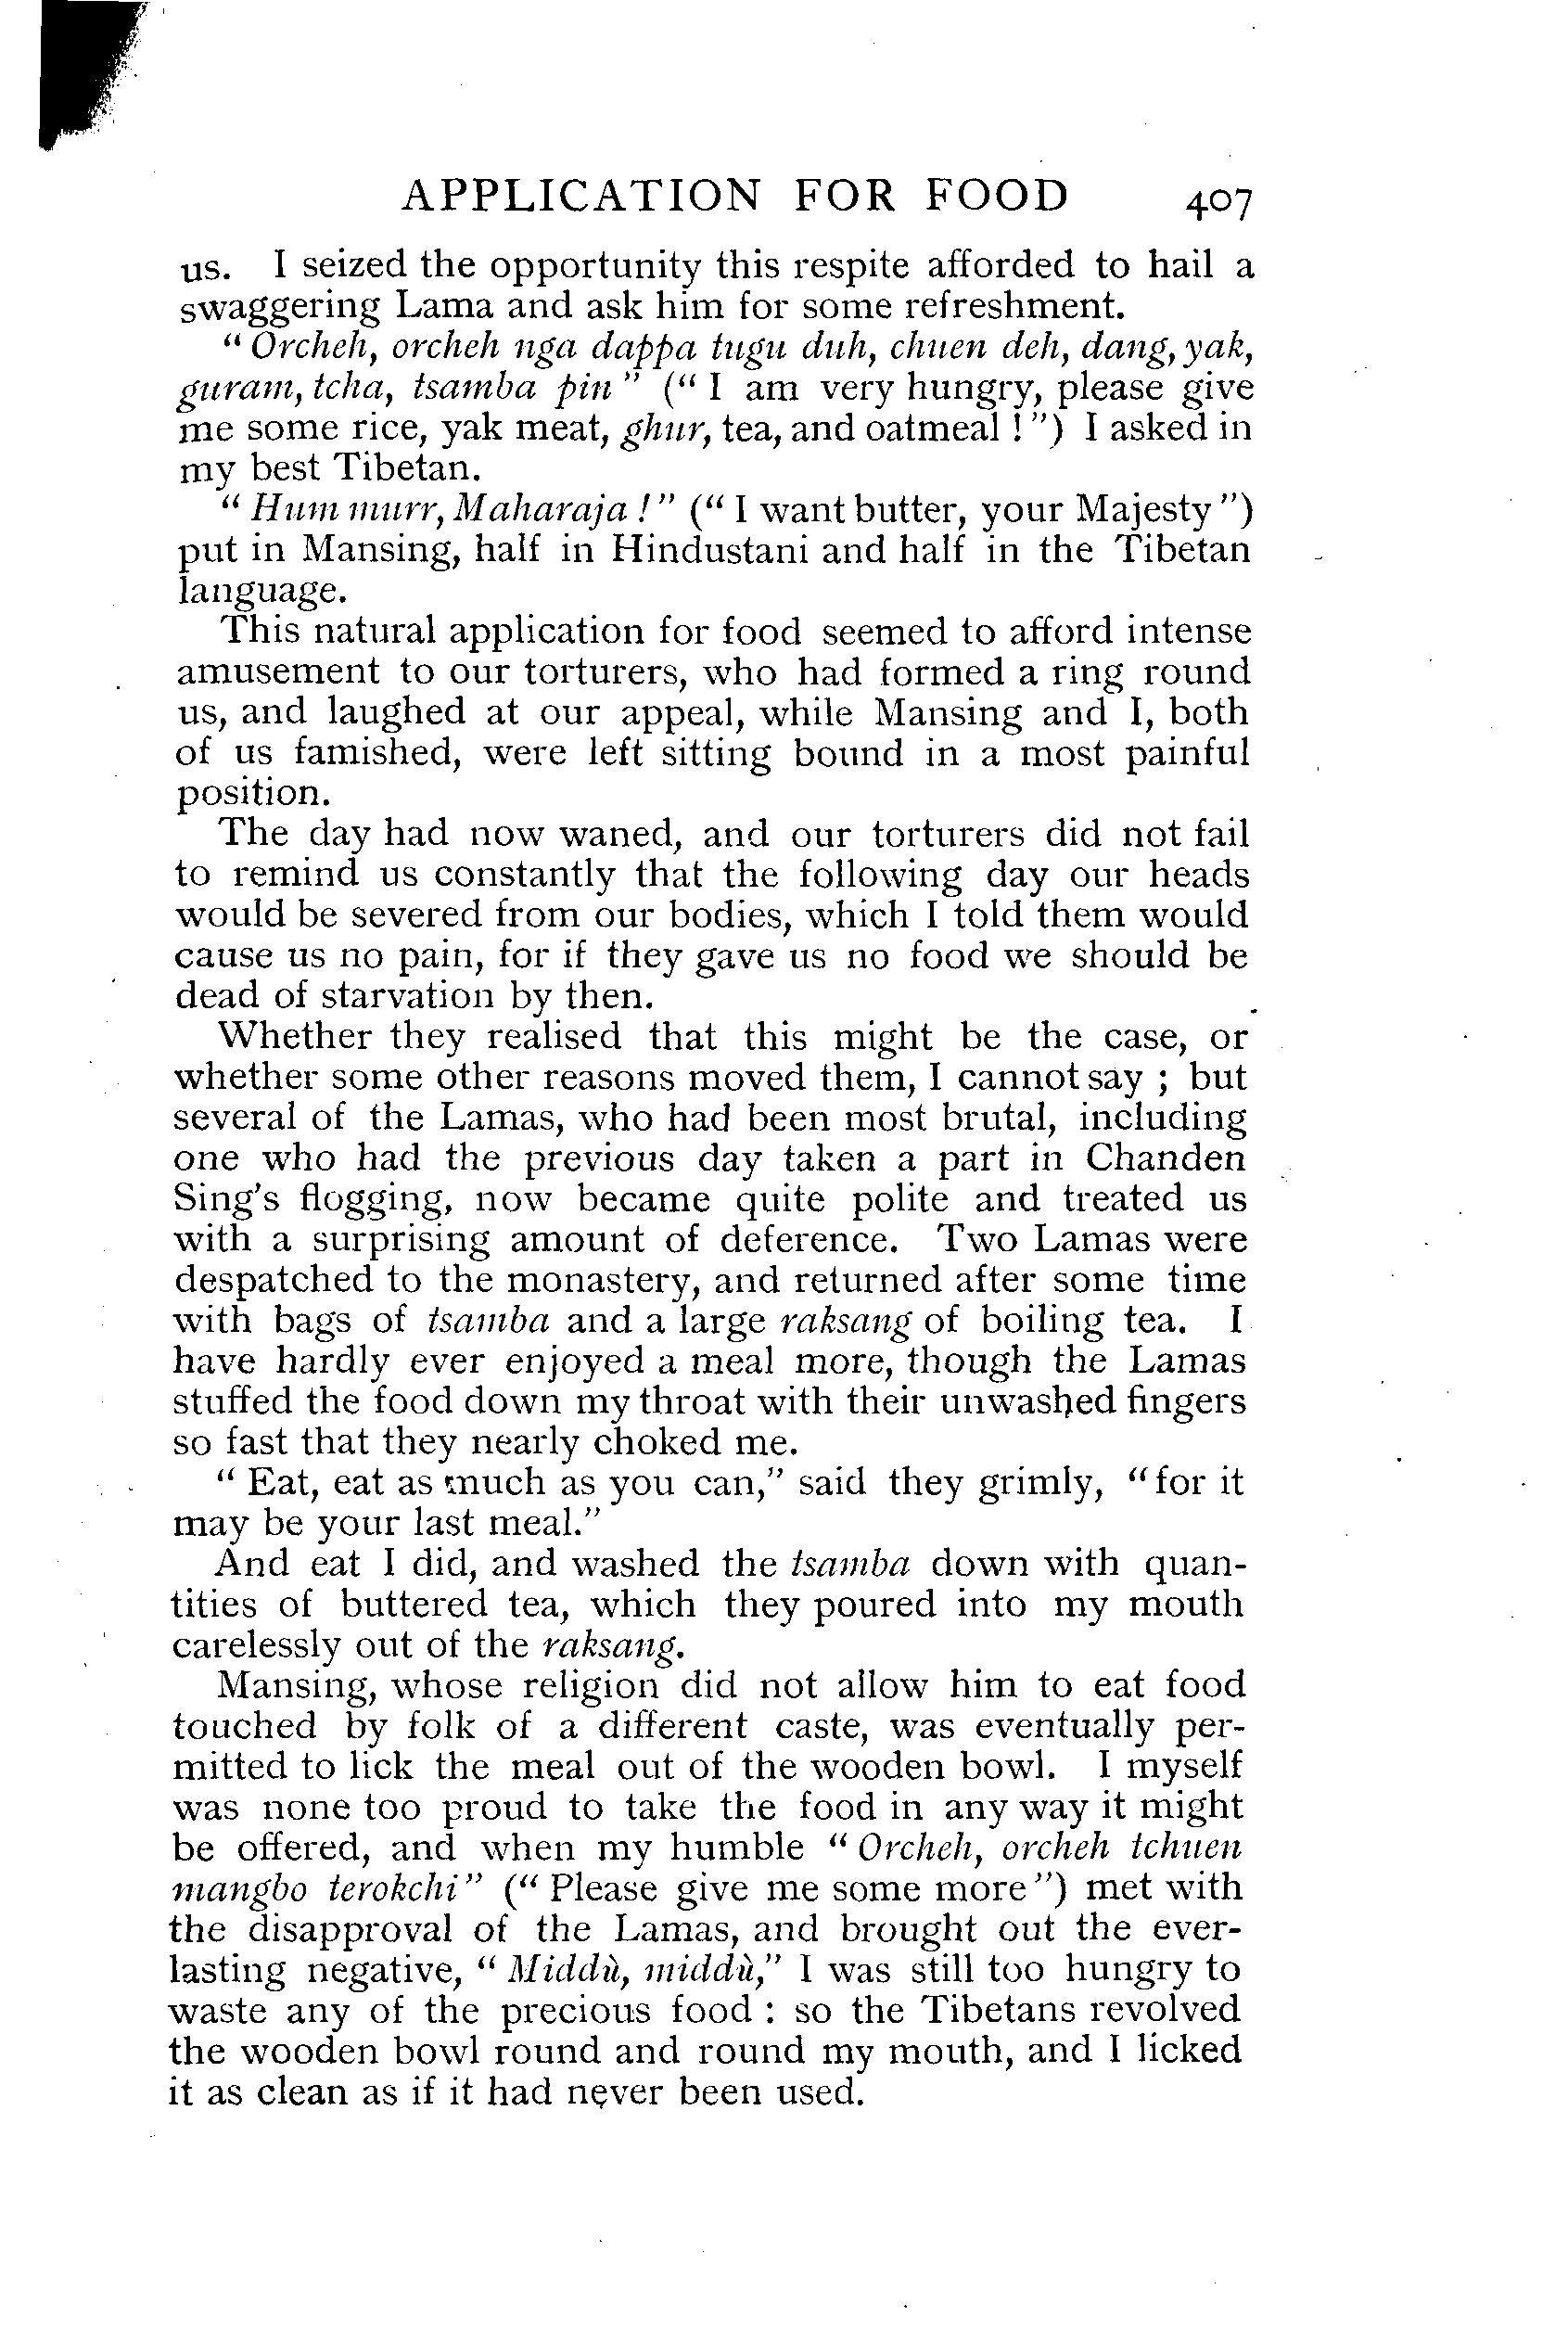 APPLICATION FOR FOOD 407
us. I seized the opportunity this respite afforded to hail a
swaggering Lama and ask him for some refreshment.
“ Orcheh, orcheh nga dappa tugu duh, chuen deh, dang, yak,
guram, tcha, tsamba pin ” (“ I am very hungry, please give
me some rice, yak meat, ghur, tea, and oatmeal ! ”) I asked in
my best Tibetan.
“ Hum murr, Maharaja ! ” (“ I want butter, your Majesty ”)
put in Mansing, half in Hindustani and half in the Tibetan
language.
This natural application for food seemed to afford intense
amusement to our torturers, who had formed a ring round
us, and laughed at our appeal, while Mansing and I, both
of us famished, were left sitting bound in a most painful
position.
The day had now waned, and our torturers did not fail
to remind us constantly that the following day our heads
would be severed from our bodies, which I told them would
cause us no pain, for if they gave us no food we should be
dead of starvation by then.
Whether they realised that this might be the case, or
whether some other reasons moved them, I cannot say ; but
several of the Lamas, who had been most brutal, including
one who had the previous day taken a part in Chanden
Sing's flogging, now became quite polite and treated us
with a surprising amount of deference. Two Lamas were
despatched to the monastery, and returned after some time
with bags of tsamba and a large raksang of boiling tea. I
have hardly ever enjoyed a meal more, though the Lamas
stuffed the food down my throat with their unwashed fingers
so fast that they nearly choked me.
“ Eat, eat as much as you can,” said they grimly, “ for it
may be your last meal.”
And eat I did, and washed the tsamba down with quan-
tities of buttered tea, which they poured into my mouth
carelessly out of the raksang.
Mansing, whose religion did not allow him to eat food
touched by folk of a different caste, was eventually per-
mitted to lick the meal out of the wooden bowl. I myself
was none too proud to take the food in any way it might
be offered, and when my humble “ Orcheh, orcheh tchuen
mangbo terokchi ” (“ Please give me some more ”) met with
the disapproval of the Lamas, and brought out the ever-
lasting negative, “ Middù, middù,” I was still too hungry to
waste any of the precious food : so the Tibetans revolved
the wooden bowl round and round my mouth, and I licked
it as clean as if it had never been used.